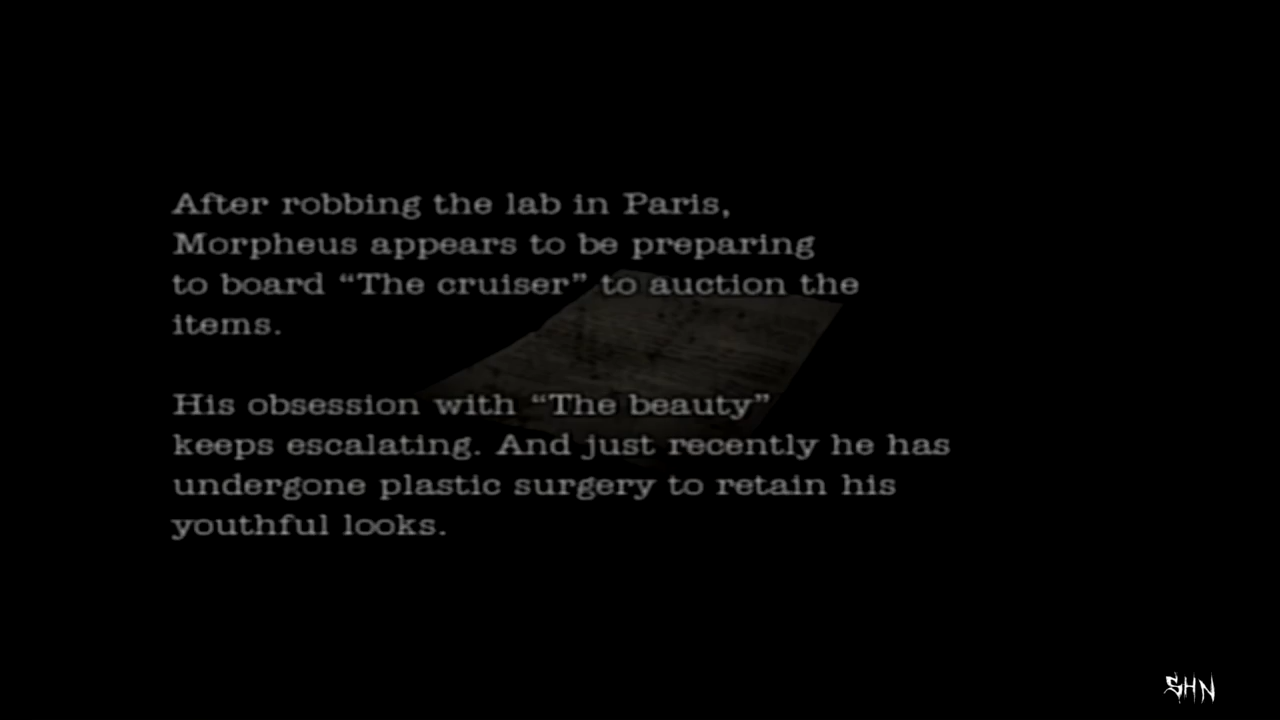 After robbing the lab in Paris,
Morpheus appears to be preparing
to board “The cruiser” to auction the
items.
His obsession with “The beauty”
keeps escalating. And just recently he has
undergone plastic surgery to retain his
youthful looks.
SHN